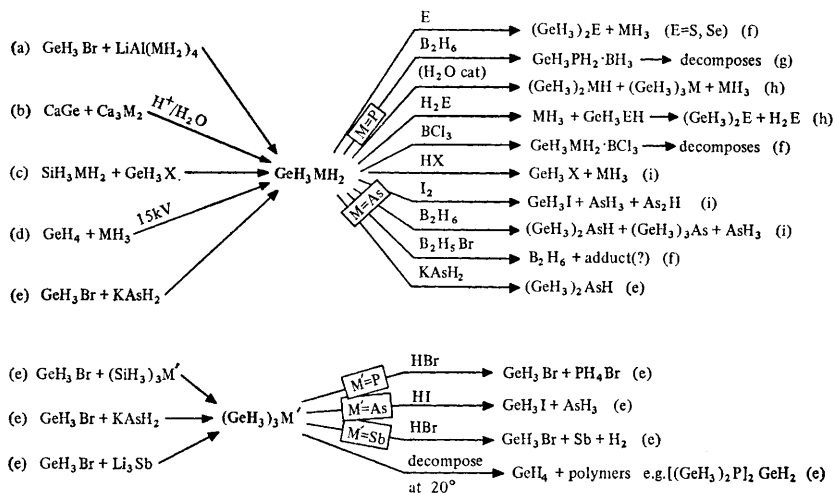 (a) GeH3Br + LiAl(MH2)4
(b) CaGe + Ca3M2
H+/H2O
(c) SiH3MH2 + GeH3X.
(d) GeH4 + MH3
15kV
(e) GeH3Br + KAsH2
GeH3MH2
M=P
M=As
E
(GeH3)2E + MH3 (E=S, Se) (f)
B2H6
GeH3PH2·BH3 → decomposes (g)
(H2O cat)
(GeH3)2MH + (GeH3)3M + MH3 (h)
H2E
MH3 + GeH3EH → (GeH3)2E + H2E (h)
BCl3
GeH3MH2·BCl3 → decomposes (f)
HX
GeH3X + MH3 (i)
I2
GeH3I + AsH3 + As2H (i)
B2H6
(GeH3)2AsH + (GeH3)3As + AsH3 (i)
B2H5Br
B2H6 + adduct(?) (f)
KAsH2
(GeH3)2AsH (e)
(e) GeH3Br + (SiH3)3M′
(e) GeH3Br + KAsH2
(e) GeH3Br + Li3Sb
(GeH3)3M′
M′=P
HBr
GeH3Br + PH4Br (e)
M′=As
HI
GeH3I + AsH3 (e)
M′=Sb
HBr
GeH3Br + Sb + H2 (e)
decompose
at 20°
GeH4 + polymers e.g.[(GeH3)2P]2 GeH2 (e)